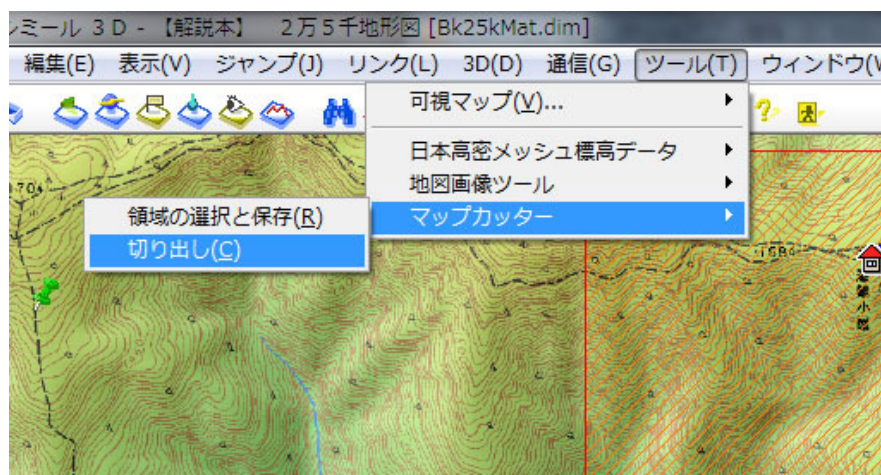 ミール 3D - 【解説本】 2万5千地形図 [Bk25kMat.dim]
編集(E) 表示(V) ジャンプ(J) リンク(L) 3D(D) 通信(G) ツール(T) ウィンドウ(
可視マップ(V)...
日本高密メッシュ標高データ
地図画像ツール
領域の選択と保存(R) マップカッター
切り出し(C)
1704
1584
小屋